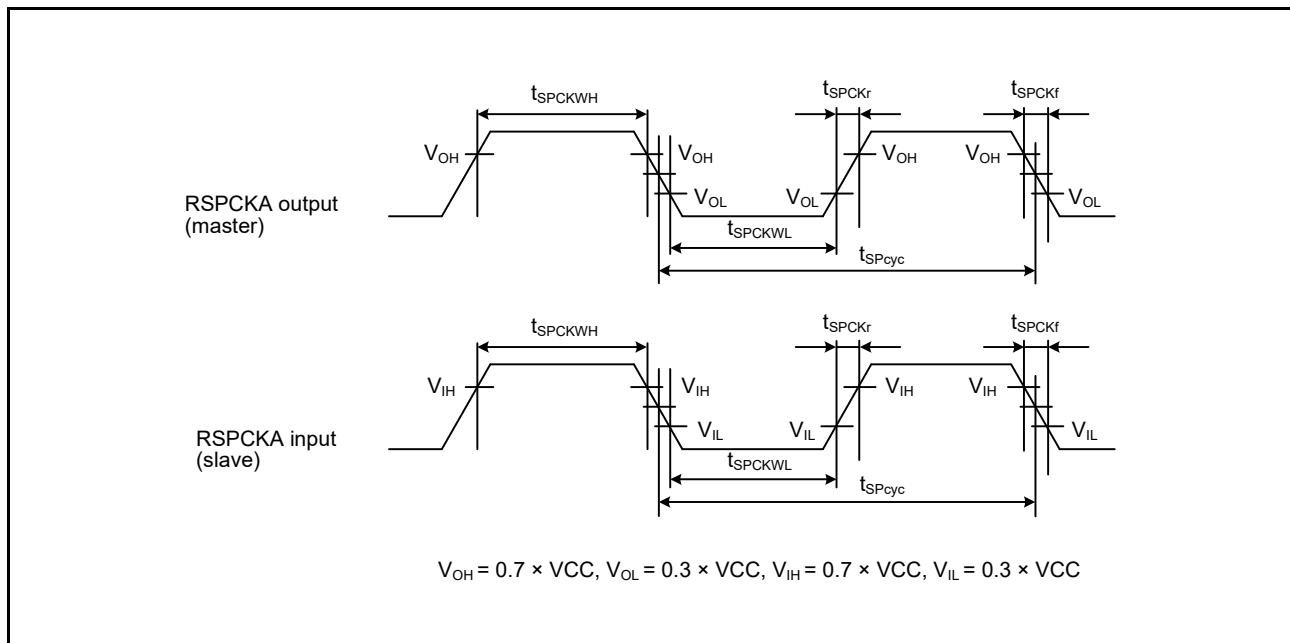 tSPCKWH
tSPCKr
tSPCKf
VOH
VOH
VOH
VOH
RSPCKA output
(master)
VOL
VOL
VOL
tSPCKWL
tSPcyc
tSPCKWH
tSPCKr
tSPCKf
VIH
VIH
VIH
VIH
RSPCKA input
(slave)
VIL
VIL
VIL
tSPCKWL
tSPcyc
VOH = 0.7 × VCC, VOL = 0.3 × VCC, VIH = 0.7 × VCC, VIL = 0.3 × VCC